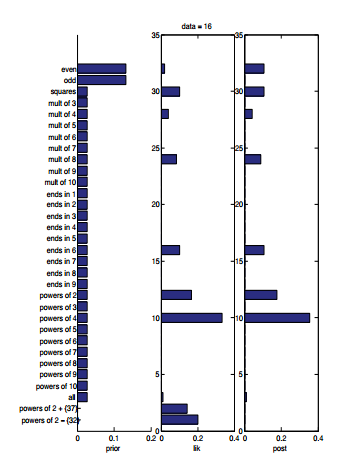 data = 16
35
35
even
odd
squares
30
30
mult of 3
mult of 4
mult of 5
mult of 6
25
25
mult of 7
mult of 8
mult of 9
mult of 10
ends in 1
20
20
ends in 2
ends in 3
ends in 4
ends in 5
15
15
ends in 6
ends in 7
ends in 8
ends in 9
powers of 2
powers of 3
10
10
powers of 4
powers of 5
powers of 6
powers of 7
powers of 8
5
5
powers of 9
powers of 10
all
powers of 2 + {37}
powers of 2 - {32}
0
0
0 0.1 0.2 0 0.2 0.4 0 0.2 0.4
prior lik post